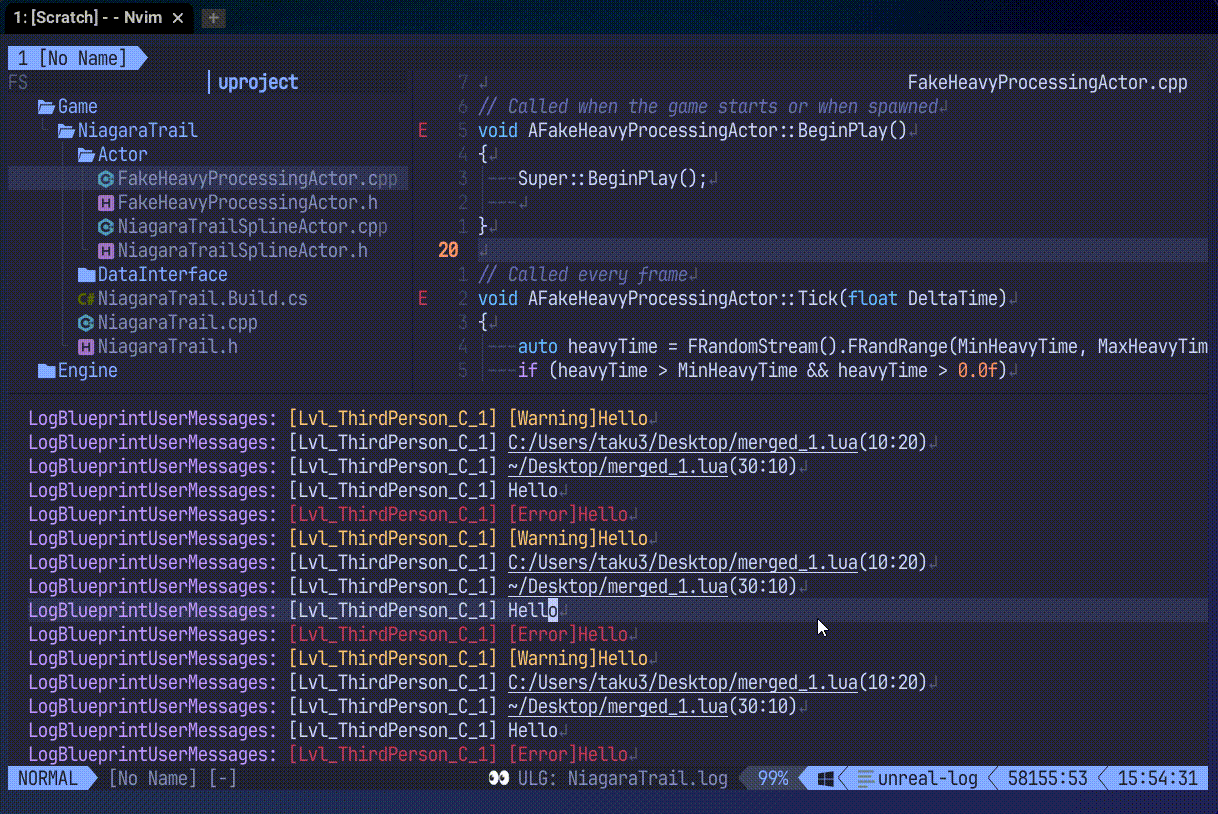 1: [Scratch] - - Nvim × +
1 [No Name]
FS uproject
Game
NiagaraTrail
Actor
FakeHeavyProcessingActor.cpp
FakeHeavyProcessingActor.h
NiagaraTrailSplineActor.cpp
NiagaraTrailSplineActor.h
DataInterface
C# NiagaraTrail.Build.cs
NiagaraTrail.cpp
NiagaraTrail.h
Engine
FakeHeavyProcessingActor.cpp
7 ↲
6 // Called when the game starts or when spawned↲
E 5 void AFakeHeavyProcessingActor::BeginPlay()↲
4 {↲
3 ---Super::BeginPlay();↲
2 ---↲
1 }↲
20 ↲
1 // Called every frame↲
E 2 void AFakeHeavyProcessingActor::Tick(float DeltaTime)↲
3 {↲
4 ---auto heavyTime = FRandomStream().FRandRange(MinHeavyTime, MaxHeavyTim
5 ---if (heavyTime > MinHeavyTime && heavyTime > 0.0f)↲
LogBlueprintUserMessages: [Lvl_ThirdPerson_C_1] [Warning]Hello↲
LogBlueprintUserMessages: [Lvl_ThirdPerson_C_1] C:/Users/taku3/Desktop/merged_1.lua(10:20)↲
LogBlueprintUserMessages: [Lvl_ThirdPerson_C_1] ~/Desktop/merged_1.lua(30:10)↲
LogBlueprintUserMessages: [Lvl_ThirdPerson_C_1] Hello↲
LogBlueprintUserMessages: [Lvl_ThirdPerson_C_1] [Error]Hello↲
LogBlueprintUserMessages: [Lvl_ThirdPerson_C_1] [Warning]Hello↲
LogBlueprintUserMessages: [Lvl_ThirdPerson_C_1] C:/Users/taku3/Desktop/merged_1.lua(10:20)↲
LogBlueprintUserMessages: [Lvl_ThirdPerson_C_1] ~/Desktop/merged_1.lua(30:10)↲
LogBlueprintUserMessages: [Lvl_ThirdPerson_C_1] Hello↲
LogBlueprintUserMessages: [Lvl_ThirdPerson_C_1] [Error]Hello↲
LogBlueprintUserMessages: [Lvl_ThirdPerson_C_1] [Warning]Hello↲
LogBlueprintUserMessages: [Lvl_ThirdPerson_C_1] C:/Users/taku3/Desktop/merged_1.lua(10:20)↲
LogBlueprintUserMessages: [Lvl_ThirdPerson_C_1] ~/Desktop/merged_1.lua(30:10)↲
LogBlueprintUserMessages: [Lvl_ThirdPerson_C_1] Hello↲
LogBlueprintUserMessages: [Lvl_ThirdPerson_C_1] [Error]Hello↲
NORMAL [No Name] [-] 👀 ULG: NiagaraTrail.log 99% unreal-log 58155:53 15:54:31